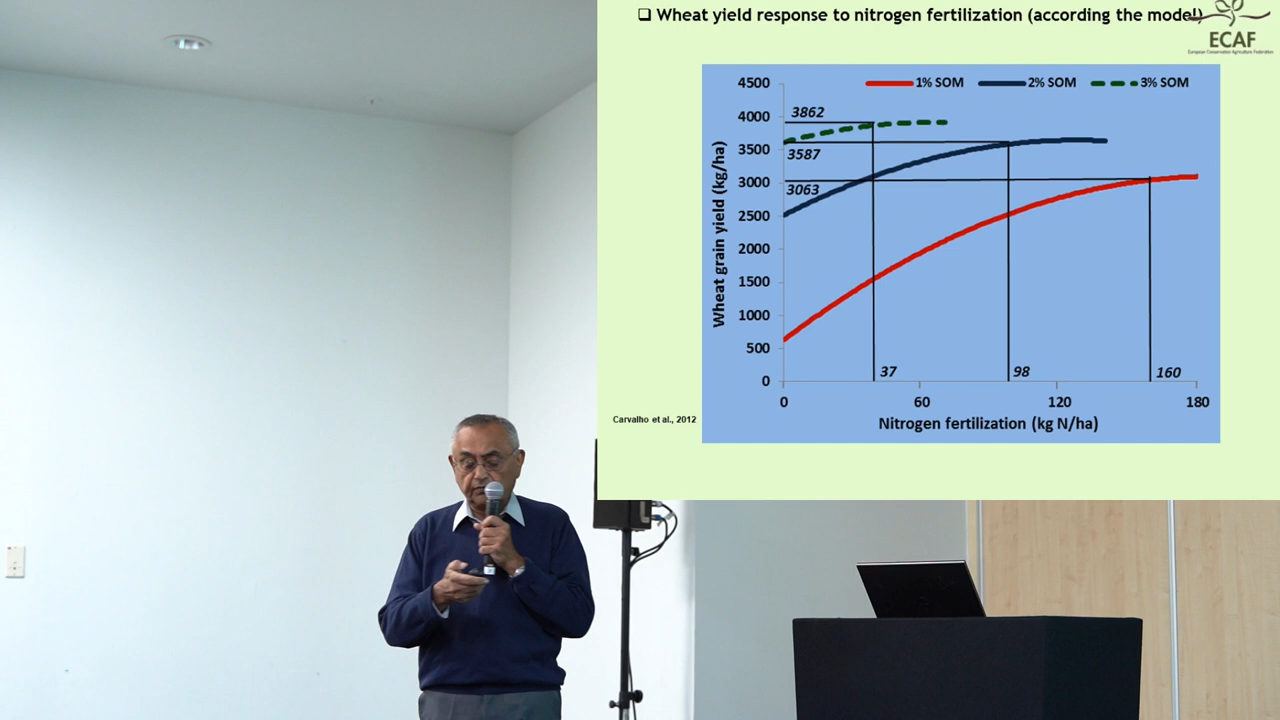 ❑ Wheat yield response to nitrogen fertilization (according the model)
ECAF
European Conservation Agriculture Federation
1% SOM 2% SOM 3% SOM
4500
4000
3500
3000
2500
2000
1500
1000
500
0
3862
3587
3063
37 98 160
0 60 120 180
Wheat grain yield (kg/ha)
Nitrogen fertilization (kg N/ha)
Carvalho et al., 2012